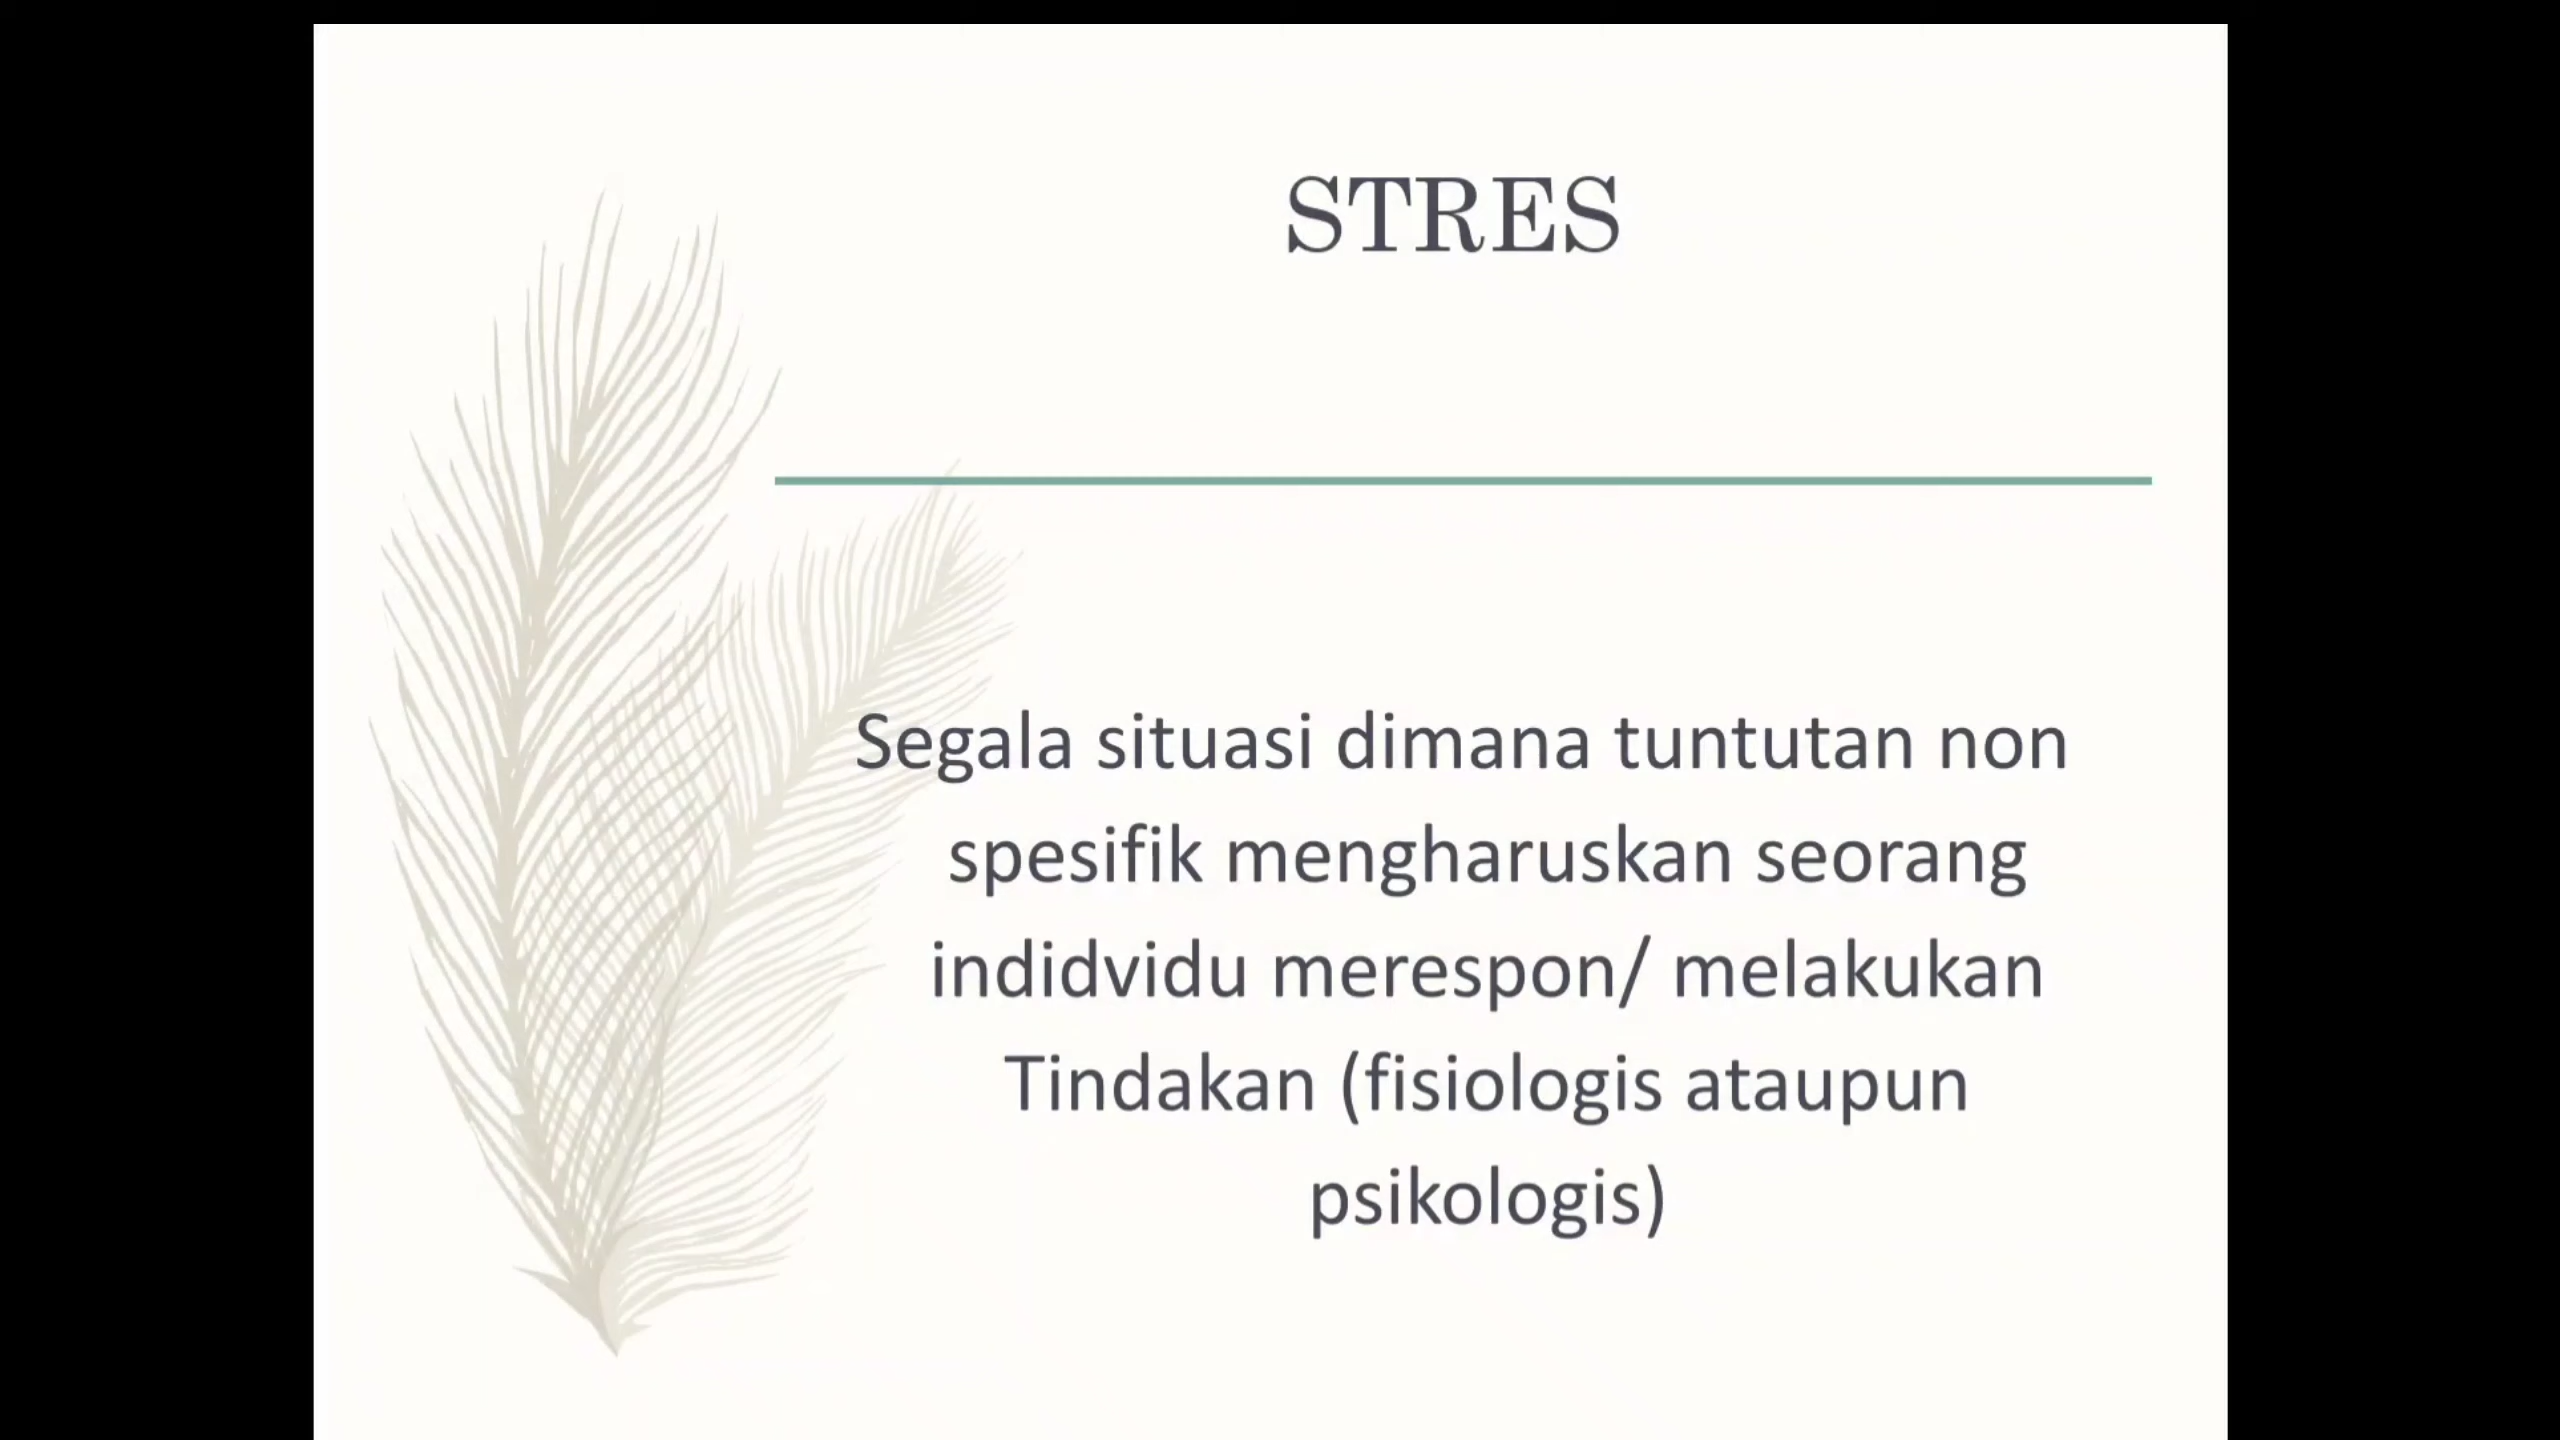 STRES
Segala situasi dimana tuntutan non
spesifik mengharuskan seorang
indidvidu merespon/ melakukan
Tindakan (fisiologis ataupun
psikologis)